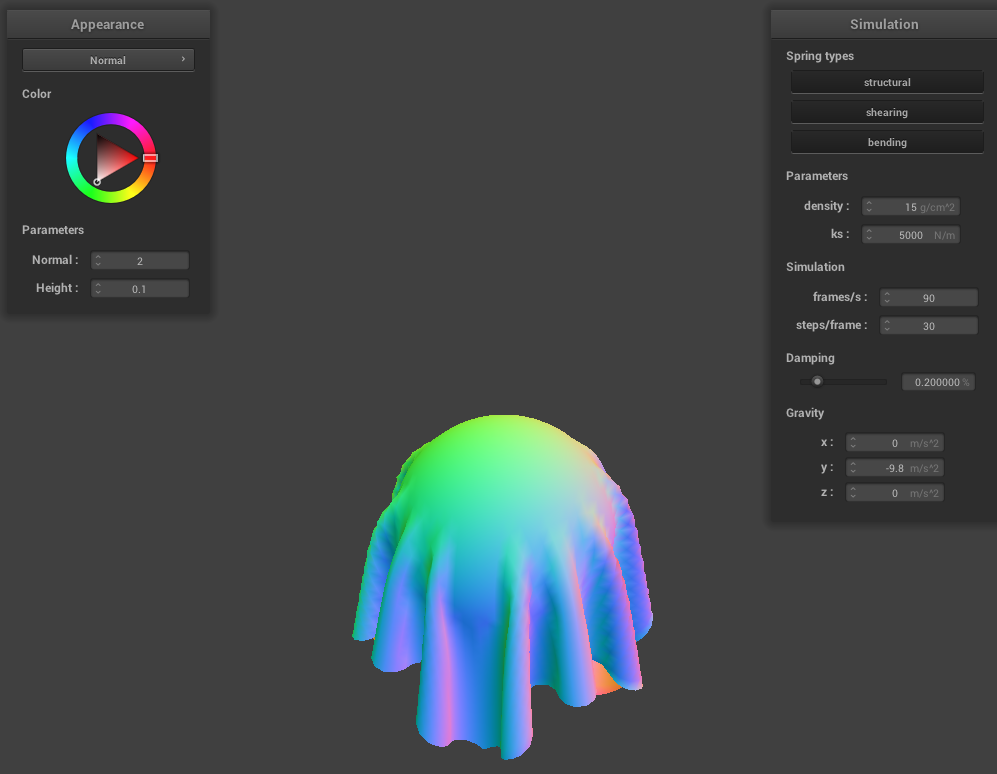 Appearance
Normal
Color
Parameters
Normal :
2
Height :
0.1
Simulation
Spring types
structural
shearing
bending
Parameters
density :
15 g/cm^2
ks :
5000 N/m
Simulation
frames/s :
90
steps/frame :
30
Damping
0.200000 %
Gravity
x :
0 m/s^2
y :
-9.8 m/s^2
z :
0 m/s^2